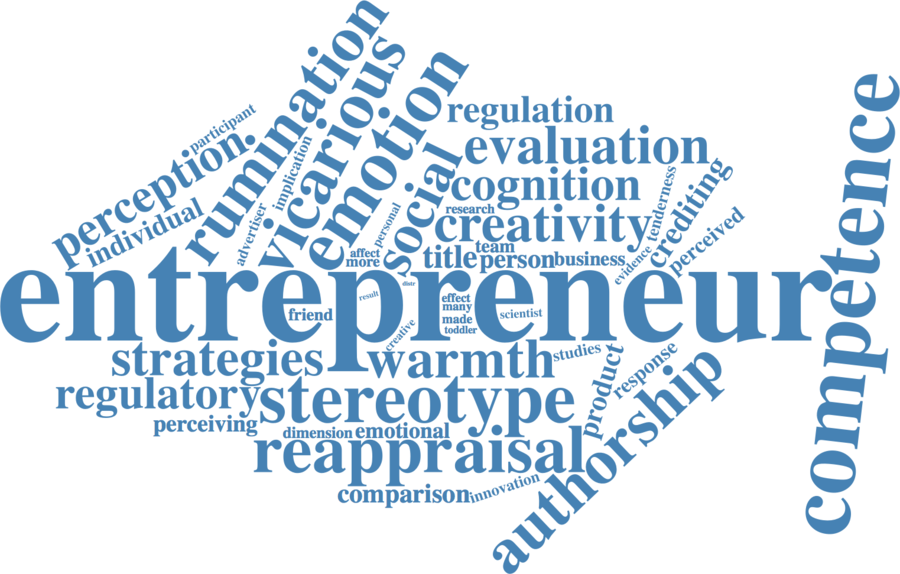 rumination
vicarious
emotion
participant
perception.
individual
implication
advertiser
personal
social
regulation
evaluation
cognition
research
creativity
team
title
person
business
tenderness
crediting
evidence
perceived
competence
affect
more
entrepreneur
result
distr
effect
many
made
toddler
scientist
friend
creative
strategies
warmth
studies
regulatory
stereotype
product
response
perceiving
dimension
emotional
reappraisal
authorship
comparison
innovation